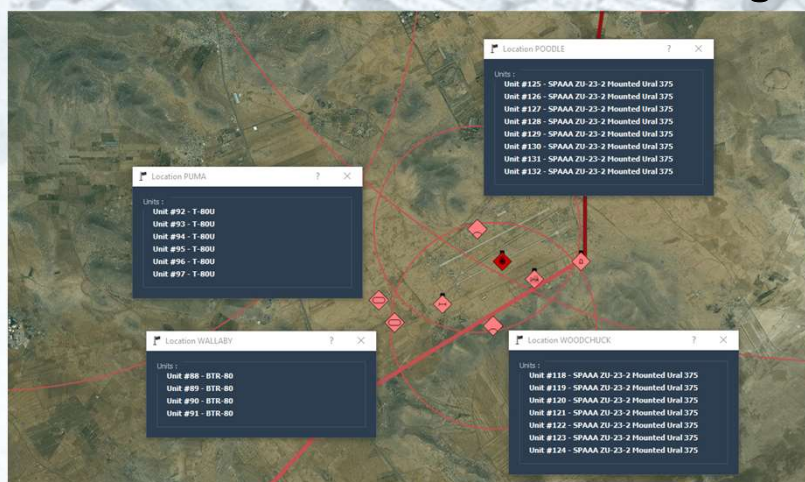 Location POODLE ? ×
Units :
Unit #125 - SPAAA ZU-23-2 Mounted Ural 375
Unit #126 - SPAAA ZU-23-2 Mounted Ural 375
Unit #127 - SPAAA ZU-23-2 Mounted Ural 375
Unit #128 - SPAAA ZU-23-2 Mounted Ural 375
Unit #129 - SPAAA ZU-23-2 Mounted Ural 375
Unit #130 - SPAAA ZU-23-2 Mounted Ural 375
Unit #131 - SPAAA ZU-23-2 Mounted Ural 375
Unit #132 - SPAAA ZU-23-2 Mounted Ural 375
Location PUMA ? ×
Units :
Unit #92 - T-80U
Unit #93 - T-80U
Unit #94 - T-80U
Unit #95 - T-80U
Unit #96 - T-80U
Unit #97 - T-80U
Location WALLABY ? ×
Units :
Unit #88 - BTR-80
Unit #89 - BTR-80
Unit #90 - BTR-80
Unit #91 - BTR-80
Location WOODCHUCK ? ×
Units :
Unit #118 - SPAAA ZU-23-2 Mounted Ural 375
Unit #119 - SPAAA ZU-23-2 Mounted Ural 375
Unit #120 - SPAAA ZU-23-2 Mounted Ural 375
Unit #121 - SPAAA ZU-23-2 Mounted Ural 375
Unit #122 - SPAAA ZU-23-2 Mounted Ural 375
Unit #123 - SPAAA ZU-23-2 Mounted Ural 375
Unit #124 - SPAAA ZU-23-2 Mounted Ural 375